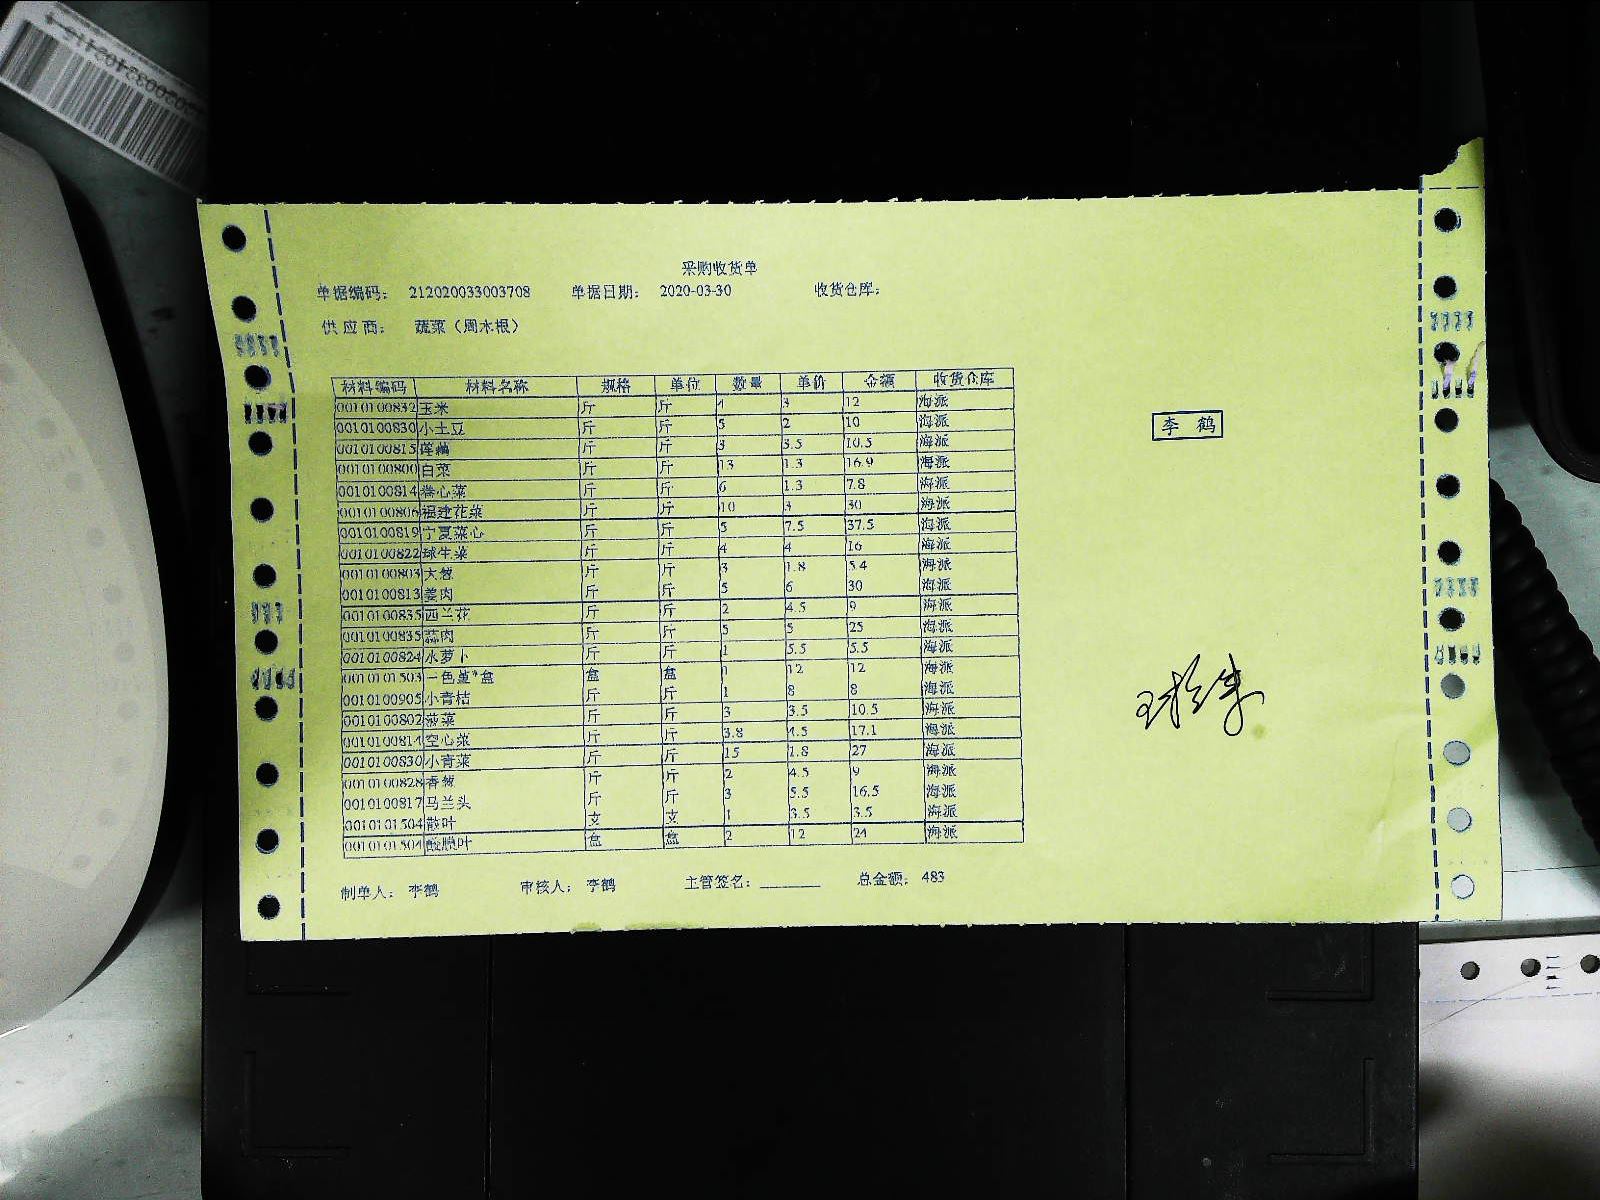 采购收货单
单据编码： 212020033003708 单据日期： 2020-03-30 收货仓库：
供应商： 蔬菜（周木根）
材料编码 材料名称 规格 单位 数量 单价 金额 收货仓库
0010100832 玉米 斤 斤 4 3 12 海派
0010100830 小土豆 斤 斤 5 2 10 海派
0010100815 莲藕 斤 斤 3 3.5 10.5 海派
0010100800 白菜 斤 斤 13 1.3 16.9 海派
0010100814 卷心菜 斤 斤 6 1.3 7.8 海派
0010100806 福建花菜 斤 斤 10 3 30 海派
0010100819 宁夏菜心 斤 斤 5 7.5 37.5 海派
0010100822 球生菜 斤 斤 4 4 16 海派
0010100803 大葱 斤 斤 3 1.8 5.4 海派
0010100813 姜肉 斤 斤 5 6 30 海派
0010100835 西兰花 斤 斤 2 4.5 9 海派
0010100835 蒜肉 斤 斤 5 5 25 海派
0010100824 水萝卜 斤 斤 1 5.5 5.5 海派
0010101503 一色堇*盒 盒 盒 1 12 12 海派
0010100905 小青桔 斤 斤 1 8 8 海派
0010100802 菠菜 斤 斤 3 3.5 10.5 海派
0010100814 空心菜 斤 斤 3.8 4.5 17.1 海派
0010100830 小青菜 斤 斤 15 1.8 27 海派
0010100828 香葱 斤 斤 2 4.5 9 海派
0010100817 马兰头 斤 斤 3 5.5 16.5 海派
0010101504 散叶 支 支 1 3.5 3.5 海派
0010101504 酸膜叶 盒 盒 2 12 24 海派
制单人： 李鹤 审核人： 李鹤 主管签名：_______ 总金额： 483
李 鹤